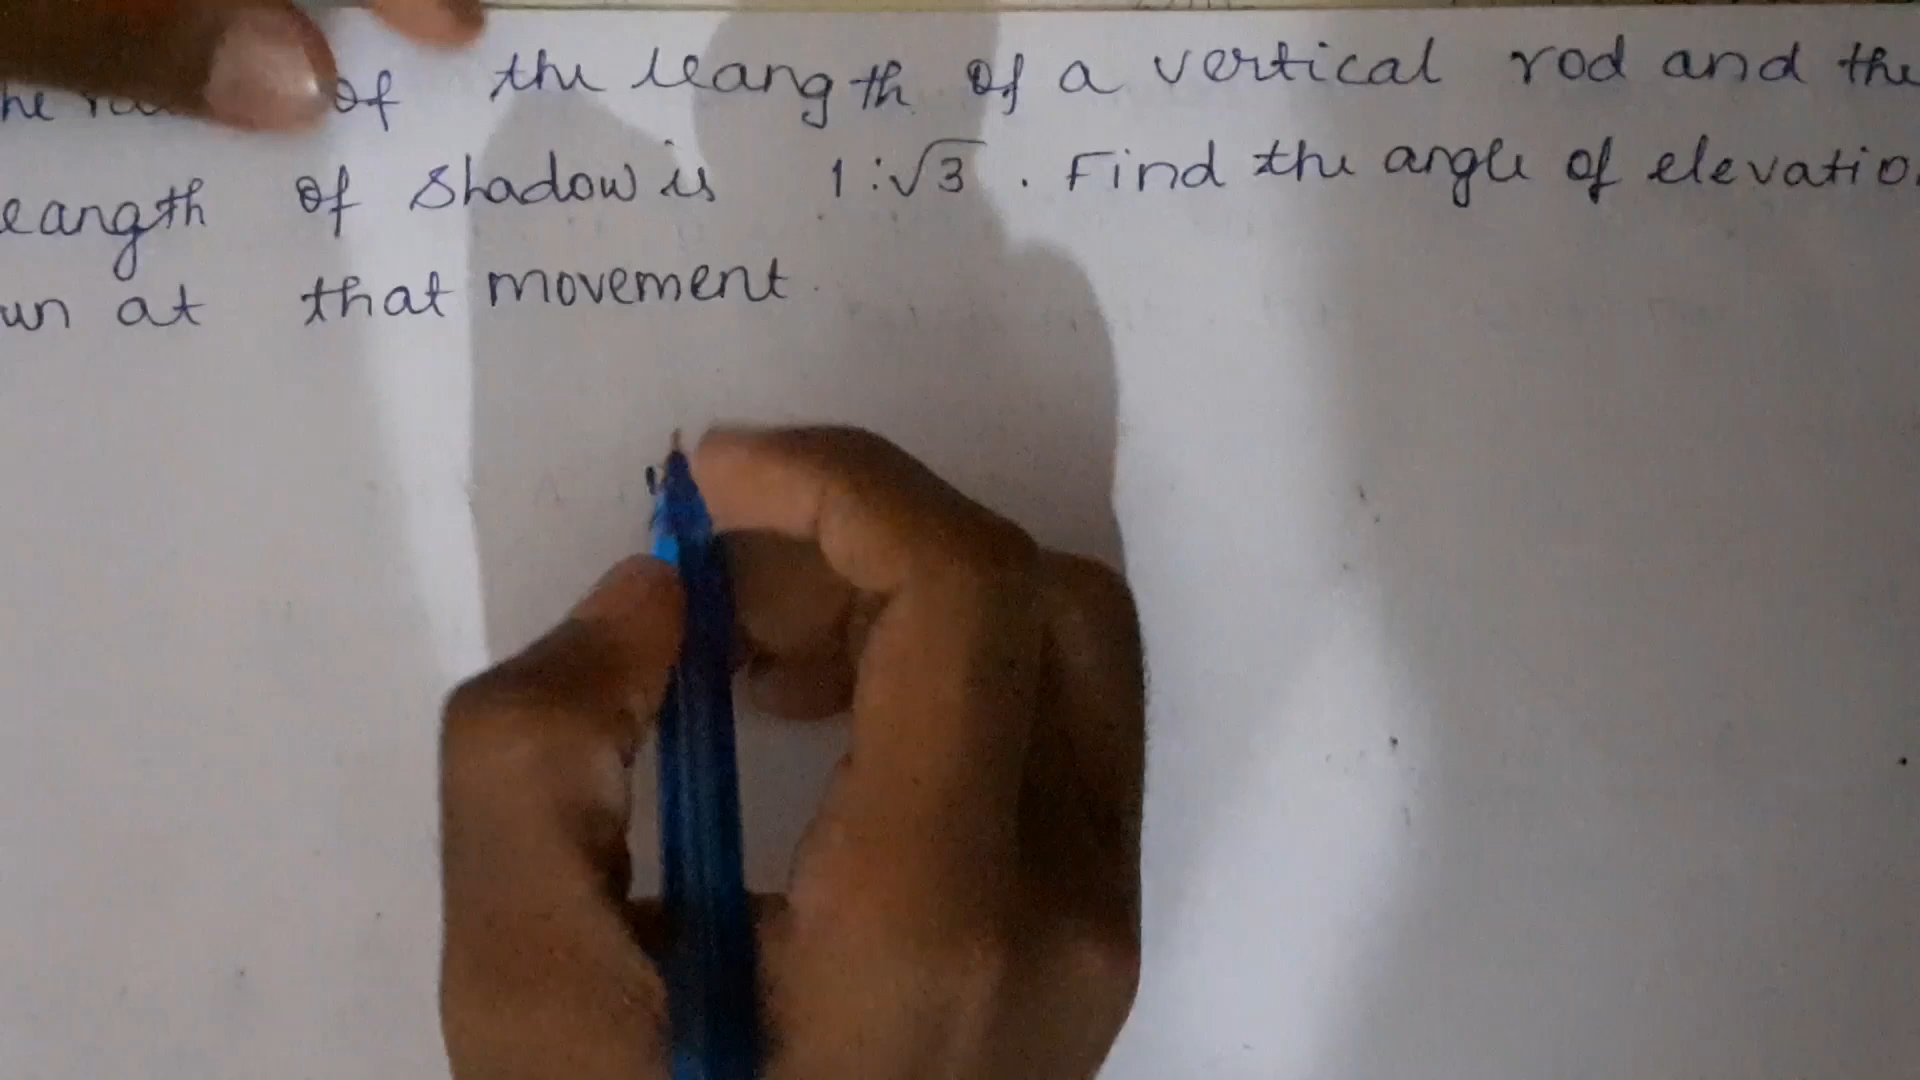 he of the leangth of a vertical rod and the
eangth of shadow is 1:√3. Find the angle of elevatio
un at that movement.